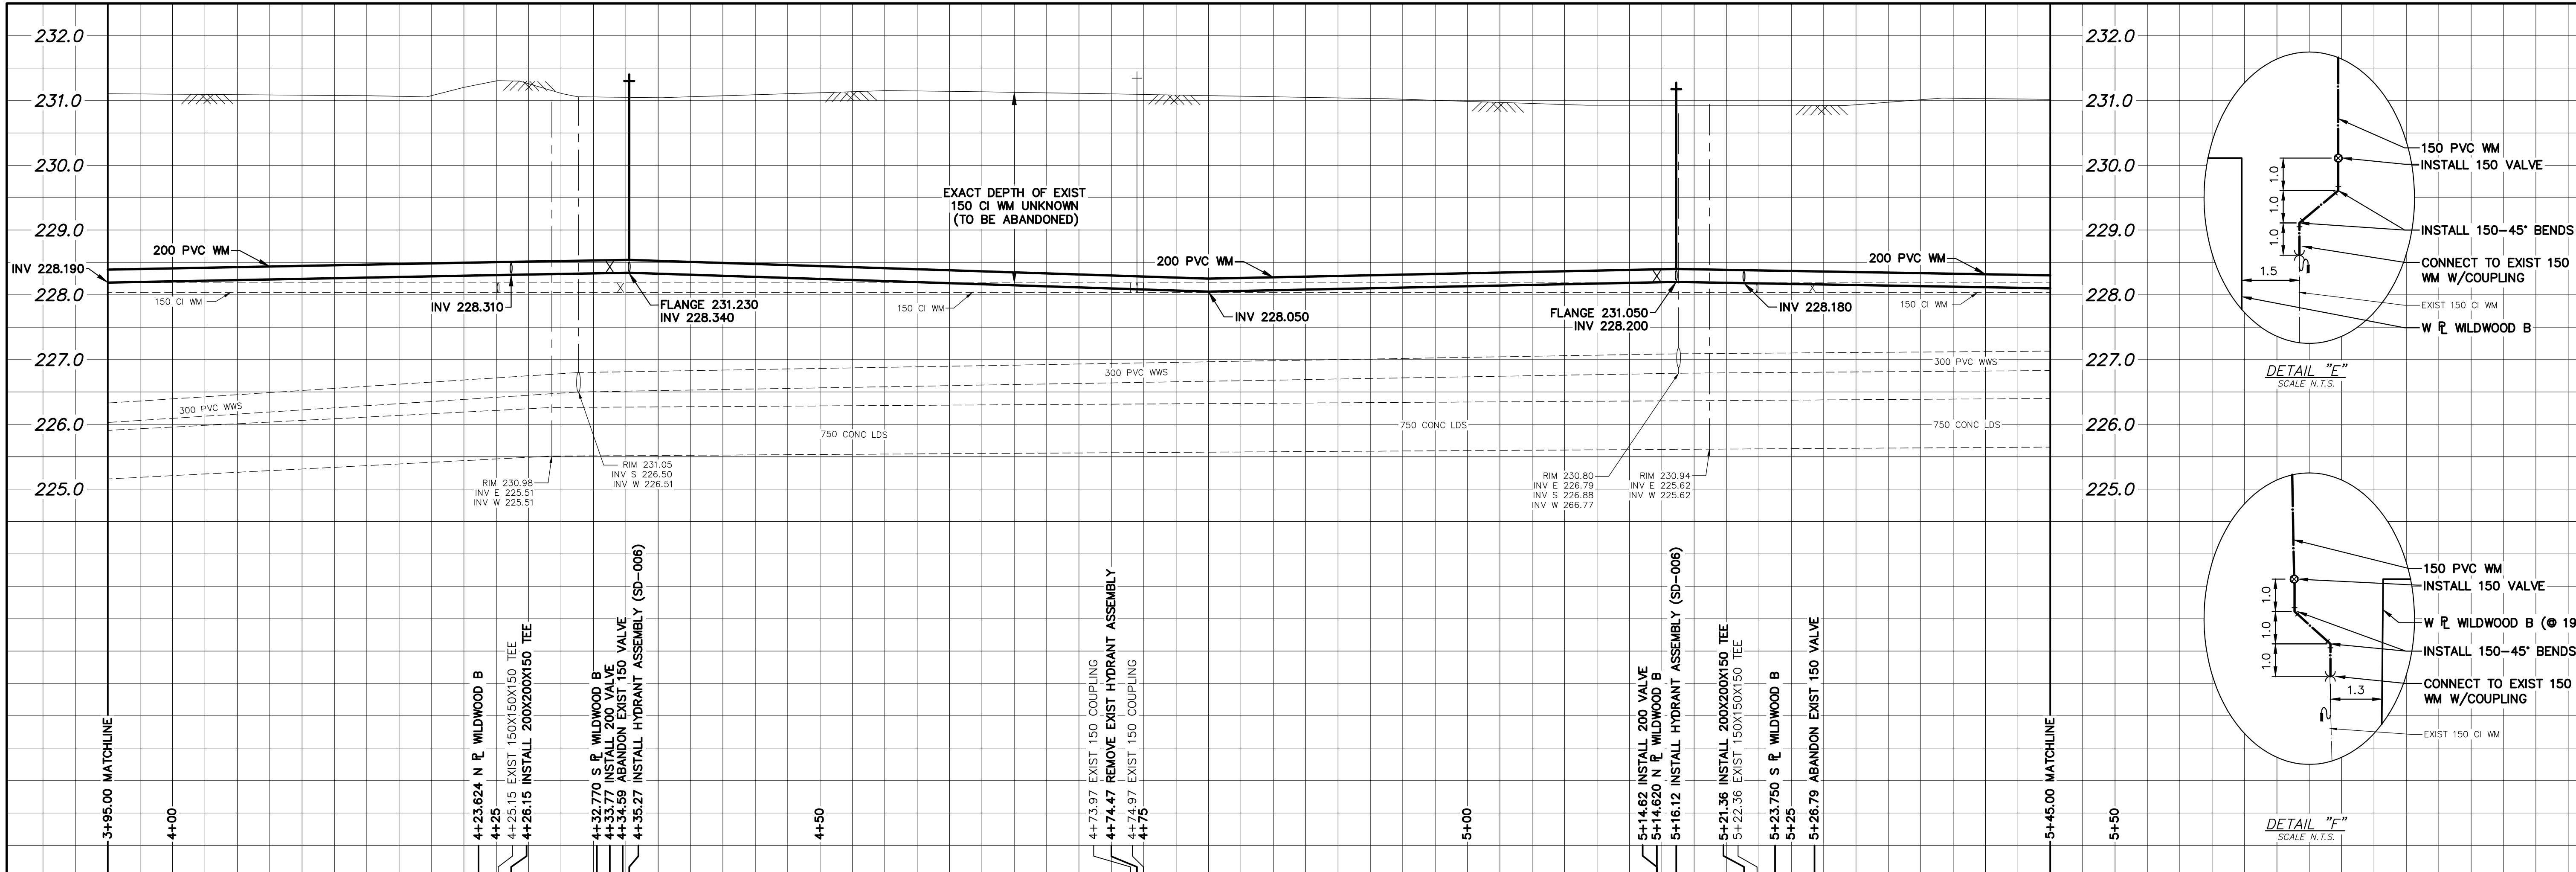 232.0
231.0
230.0
229.0
228.0
227.0
226.0
225.0
INV 228.190
200 PVC WM
150 CI WM
INV 228.310
FLANGE 231.230
INV 228.340
EXACT DEPTH OF EXIST
150 CI WM UNKNOWN
(TO BE ABANDONED)
150 CI WM
200 PVC WM
INV 228.050
FLANGE 231.050
INV 228.200
INV 228.180
200 PVC WM
150 CI WM
300 PVC WWS
300 PVC WWS
300 PVC WWS
750 CONC LDS
750 CONC LDS
750 CONC LDS
RIM 230.98
INV E 225.51
INV W 225.51
RIM 231.05
INV S 226.50
INV W 226.51
RIM 230.80
INV E 226.79
INV S 226.88
INV W 266.77
RIM 230.94
INV E 225.62
INV W 225.62
3+95.00 MATCHLINE
4+00
4+23.624 N PL WILDWOOD B
4+25
4+25.15 EXIST 150X150X150 TEE
4+26.15 INSTALL 200X200X150 TEE
4+32.770 S PL WILDWOOD B
4+33.77 INSTALL 200 VALVE
4+34.59 ABANDON EXIST 150 VALVE
4+35.27 INSTALL HYDRANT ASSEMBLY (SD-006)
4+50
4+73.97 EXIST 150 COUPLING
4+74.47 REMOVE EXIST HYDRANT ASSEMBLY
4+74.97 EXIST 150 COUPLING
4+75
5+00
5+14.62 INSTALL 200 VALVE
5+14.620 N PL WILDWOOD B
5+16.12 INSTALL HYDRANT ASSEMBLY (SD-006)
5+21.36 INSTALL 200X200X150 TEE
5+22.36 EXIST 150X150X150 TEE
5+23.750 S PL WILDWOOD B
5+25
5+26.79 ABANDON EXIST 150 VALVE
5+45.00 MATCHLINE
5+50
232.0
231.0
230.0
229.0
228.0
227.0
226.0
225.0
150 PVC WM
INSTALL 150 VALVE
1.0
1.0
1.0
INSTALL 150-45° BENDS
CONNECT TO EXIST 150
WM W/COUPLING
1.5
EXIST 150 CI WM
W PL WILDWOOD B
DETAIL "E"
SCALE N.T.S.
150 PVC WM
INSTALL 150 VALVE
1.0
1.0
1.0
W PL WILDWOOD B (@ 19
INSTALL 150-45° BENDS
CONNECT TO EXIST 150
WM W/COUPLING
1.3
EXIST 150 CI WM
DETAIL "F"
SCALE N.T.S.